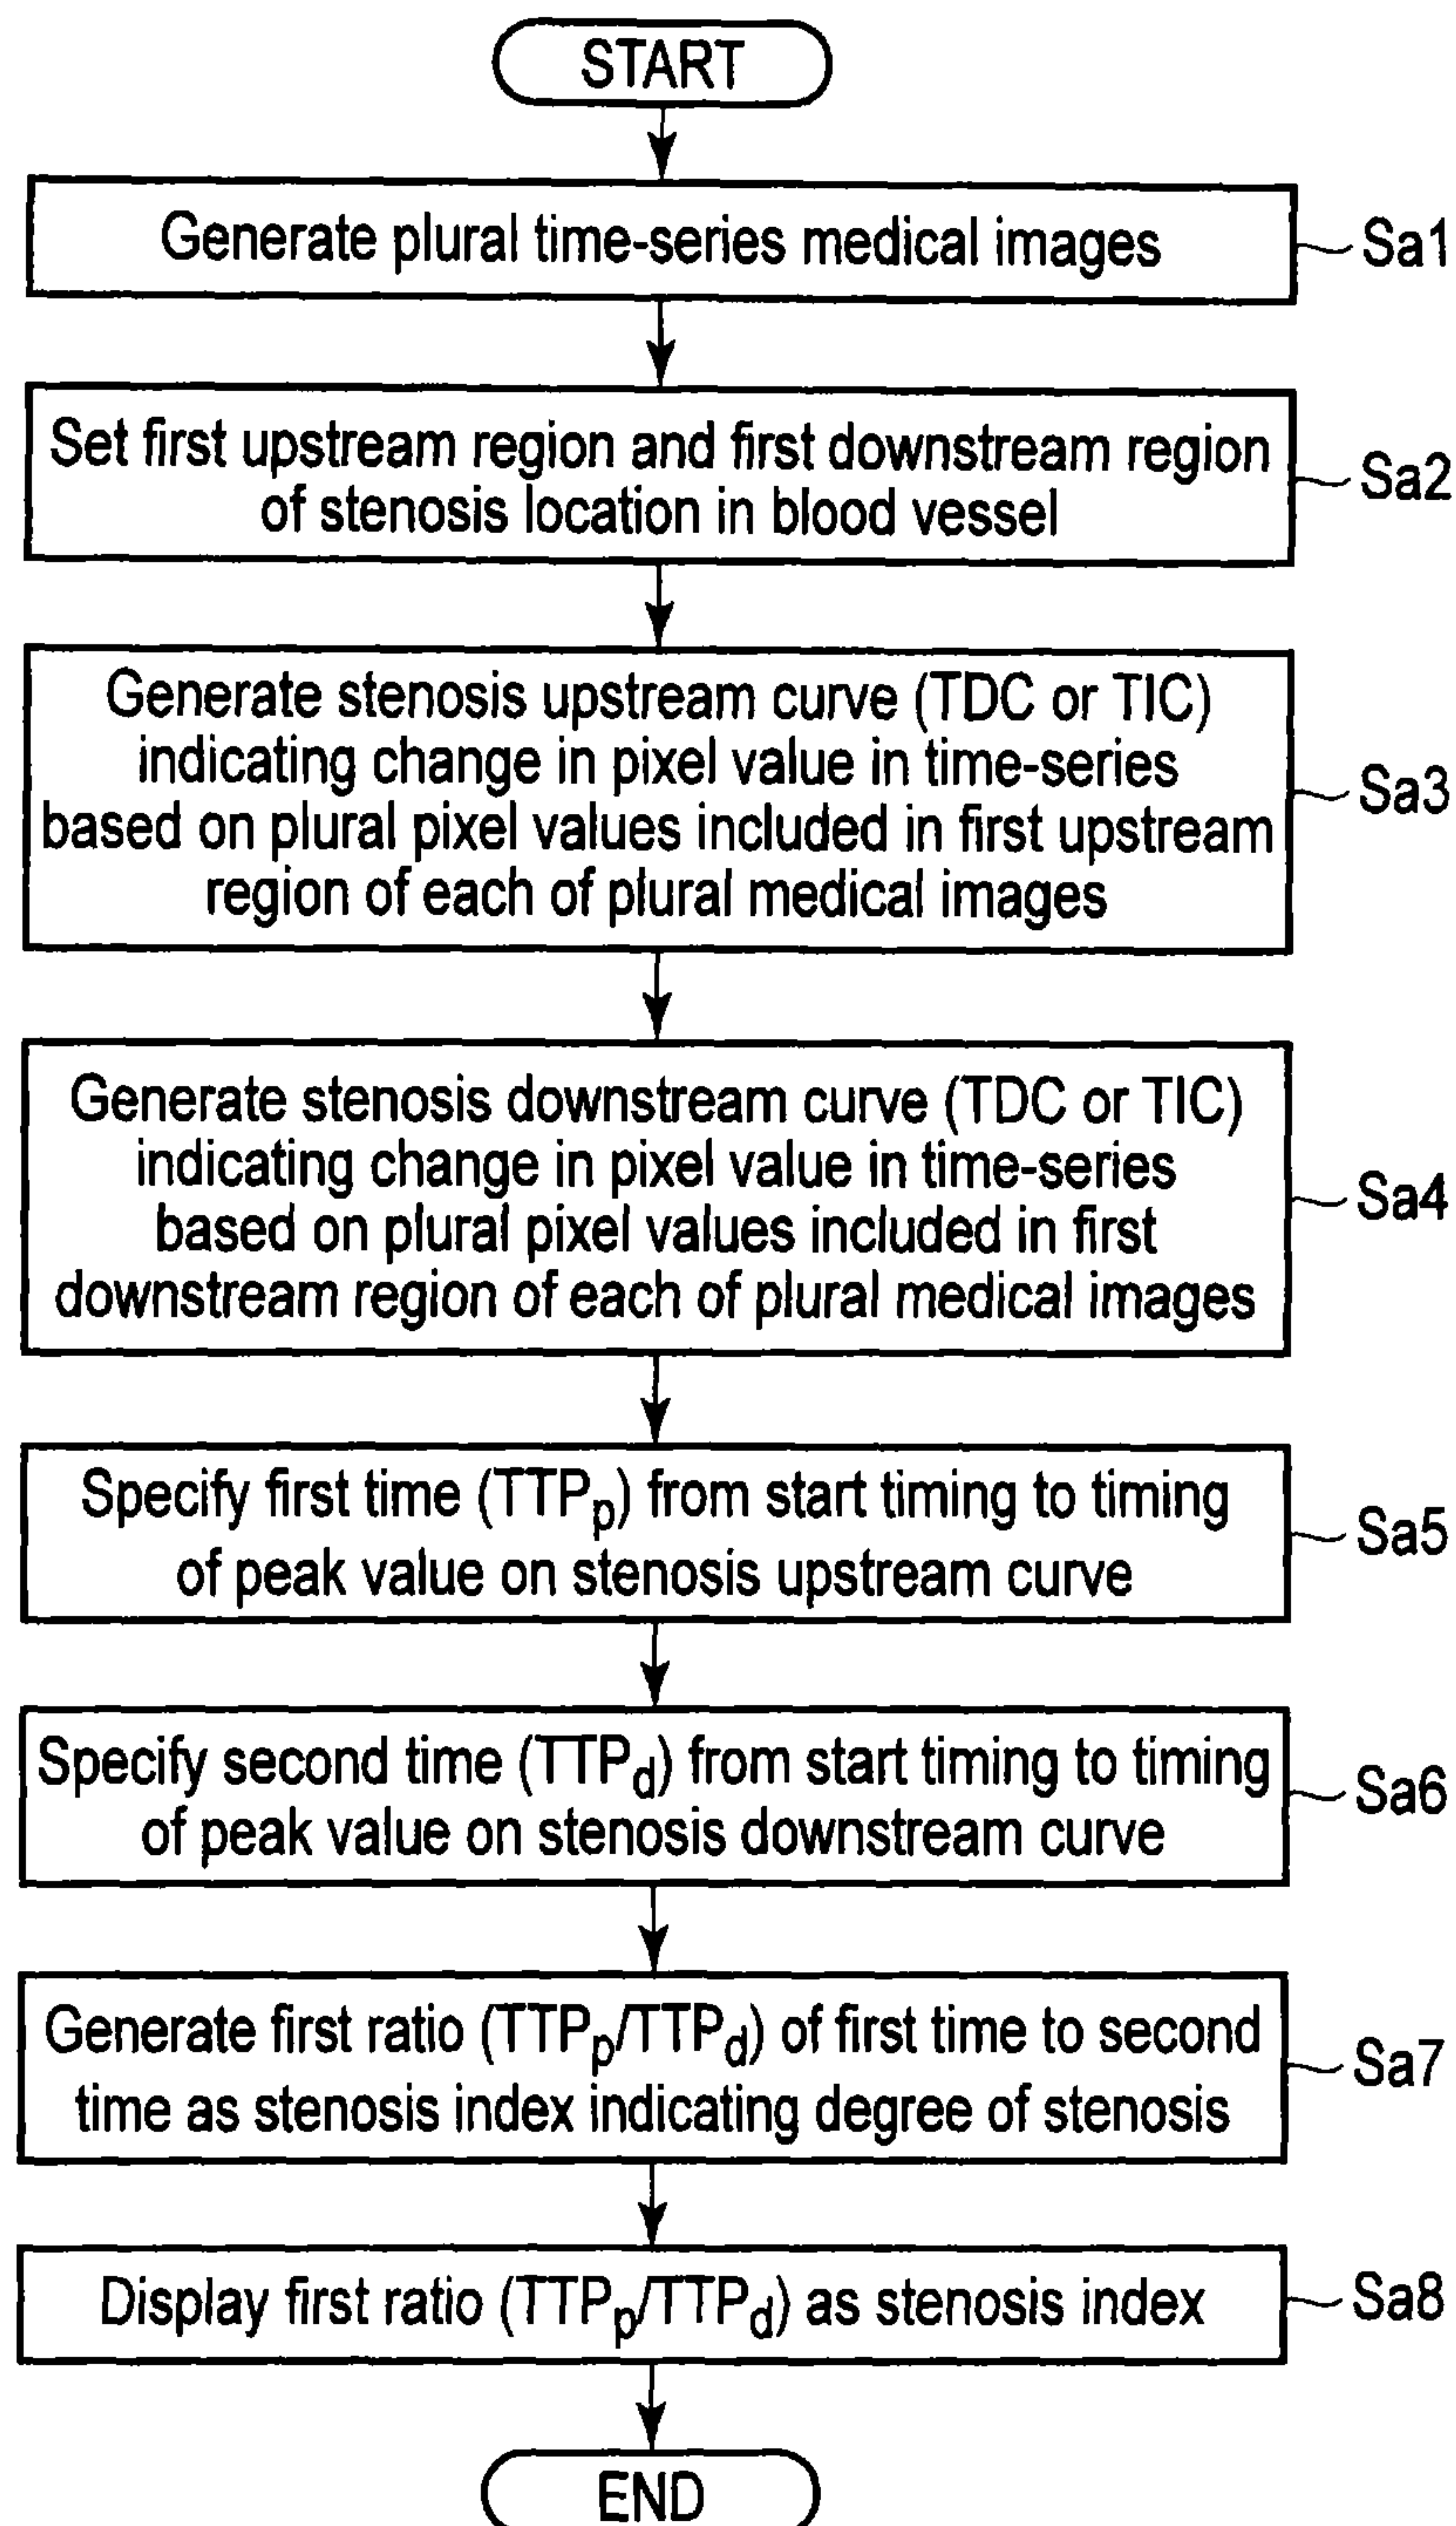 START
Generate plural time-series medical images
Sa1
Set first upstream region and first downstream region
of stenosis location in blood vessel
Sa2
Generate stenosis upstream curve (TDC or TIC)
indicating change in pixel value in time-series
based on plural pixel values included in first upstream
region of each of plural medical images
Sa3
Generate stenosis downstream curve (TDC or TIC)
indicating change in pixel value in time-series
based on plural pixel values included in first
downstream region of each of plural medical images
Sa4
Specify first time (TTPp) from start timing to timing
of peak value on stenosis upstream curve
Sa5
Specify second time (TTPd) from start timing to timing
of peak value on stenosis downstream curve
Sa6
Generate first ratio (TTPp/TTPd) of first time to second
time as stenosis index indicating degree of stenosis
Sa7
Display first ratio (TTPp/TTPd) as stenosis index
Sa8
END